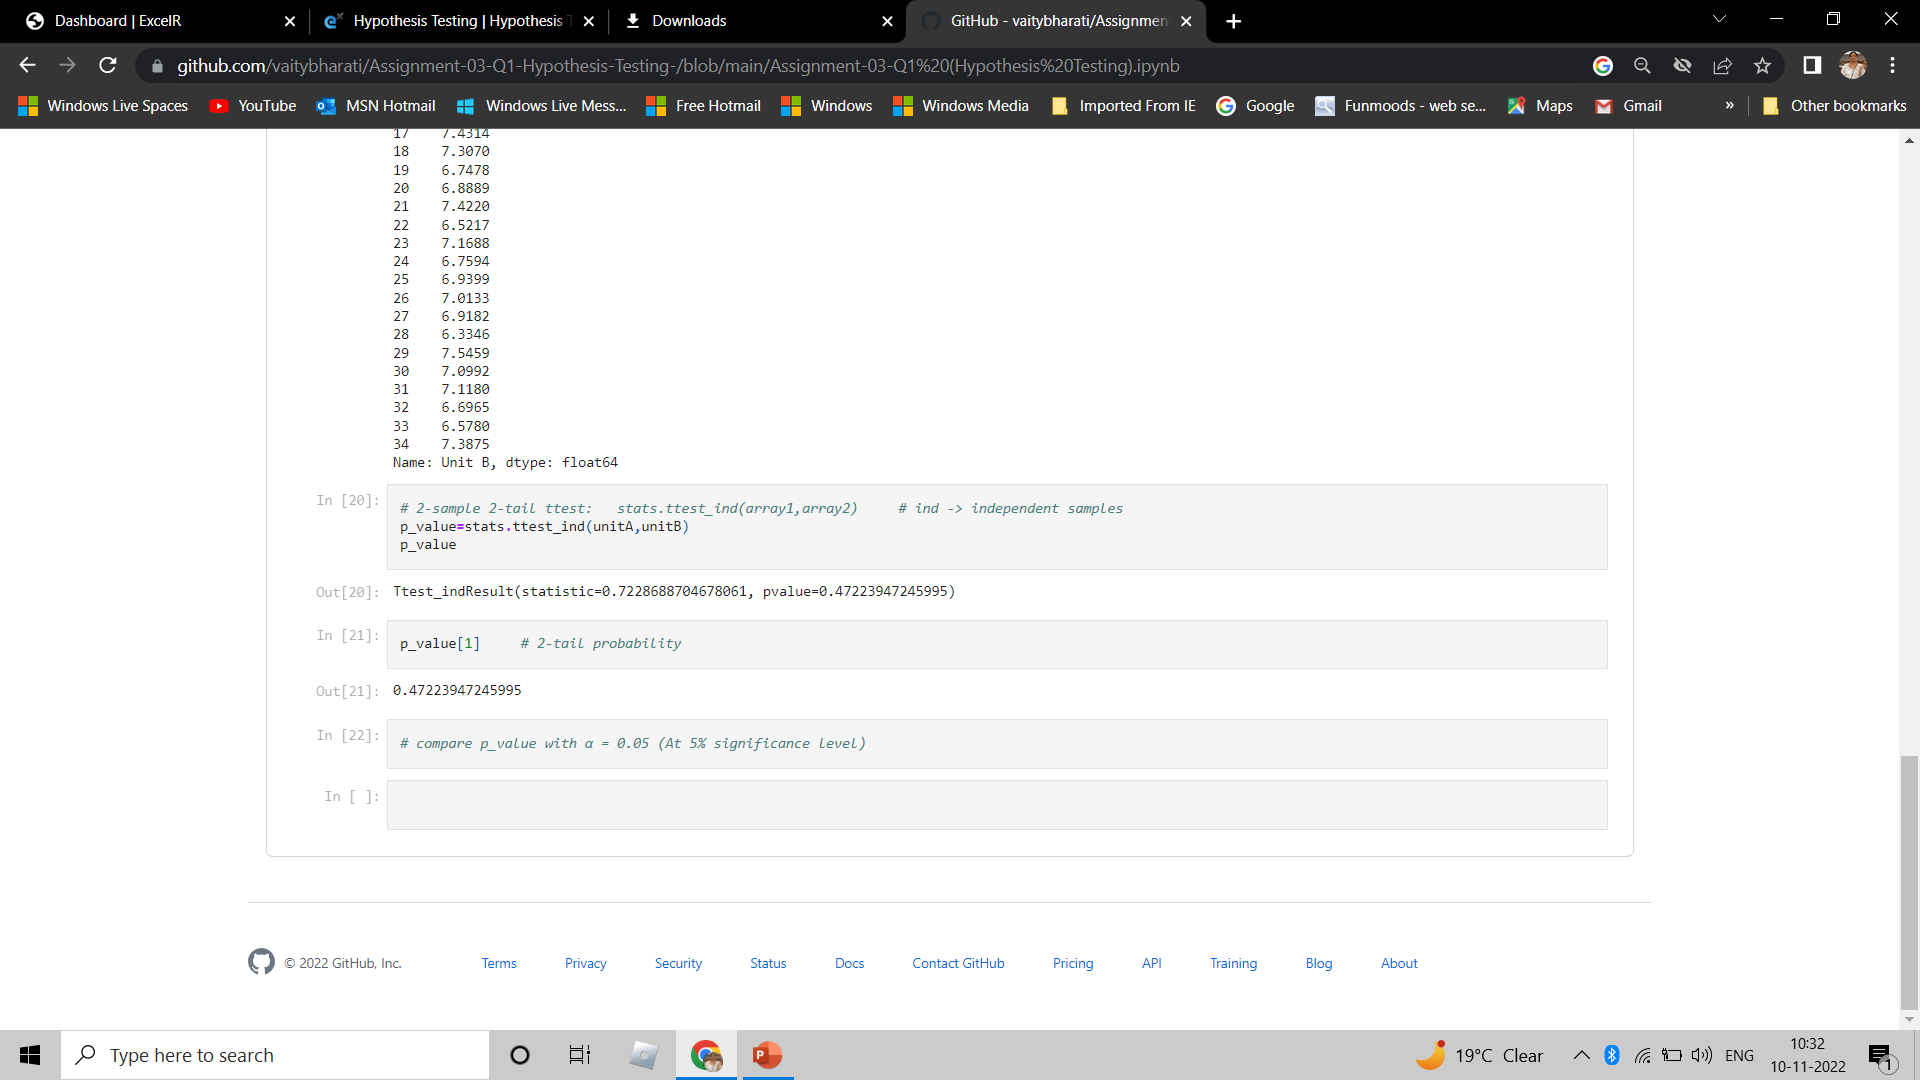 Dashboard | ExcelR
Hypothesis Testing | Hypothesis T
Downloads
GitHub - vaitybharati/Assignmen
github.com/vaitybharati/Assignment-03-Q1-Hypothesis-Testing-/blob/main/Assignment-03-Q1%20(Hypothesis%20Testing).ipynb
Windows Live Spaces
YouTube
MSN Hotmail
Windows Live Mess...
Free Hotmail
Windows
Windows Media
Imported From IE
Google
Funmoods - web se...
Maps
Gmail
»
Other bookmarks
17 7.4314
18 7.3070
19 6.7478
20 6.8889
21 7.4220
22 6.5217
23 7.1688
24 6.7594
25 6.9399
26 7.0133
27 6.9182
28 6.3346
29 7.5459
30 7.0992
31 7.1180
32 6.6965
33 6.5780
34 7.3875
Name: Unit B, dtype: float64
In [20]:
# 2-sample 2-tail ttest: stats.ttest_ind(array1,array2) # ind -> independent samples
p_value=stats.ttest_ind(unitA,unitB)
p_value
Out[20]: Ttest_indResult(statistic=0.7228688704678061, pvalue=0.47223947245995)
In [21]:
p_value[1] # 2-tail probability
Out[21]: 0.47223947245995
In [22]:
# compare p_value with α = 0.05 (At 5% significance level)
In [ ]:
© 2022 GitHub, Inc.
Terms
Privacy
Security
Status
Docs
Contact GitHub
Pricing
API
Training
Blog
About
Type here to search
19°C Clear
ENG
10:32
10-11-2022
1